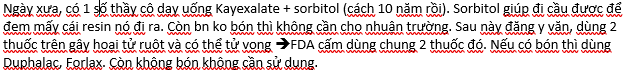 Ngày xưa, có 1 số thầy cô dạy uống Kayexalate + sorbitol (cách 10 năm rồi). Sorbitol giúp đi cầu được để
đem mấy cái resin nó đi ra. Còn bn ko bón thì không cần cho nhuận trường. Sau này đăng y văn, dùng 2
thuốc trên gây hoại tử ruột và có thể tử vong ➔FDA cấm dùng chung 2 thuốc đó. Nếu có bón thì dùng
Duphalac, Forlax. Còn không bón không cần sử dụng.